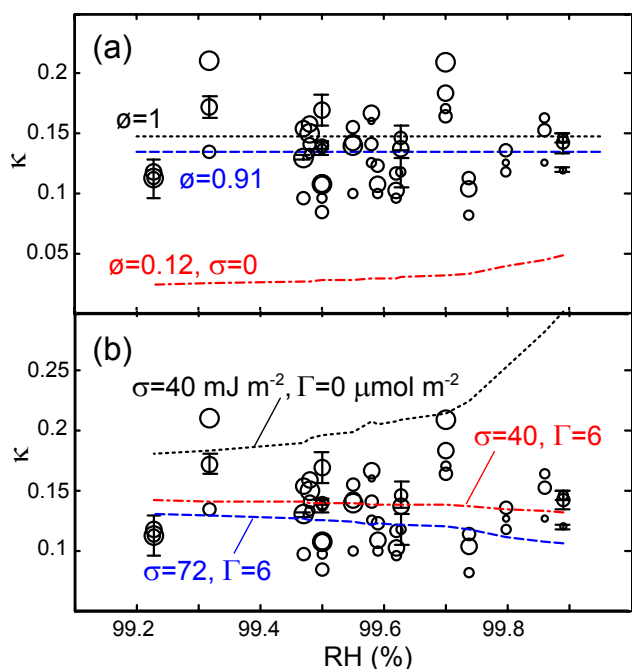 (a)
0.2
ø=1
0.15
κ
ø=0.91
0.1
0.05
ø=0.12, σ=0
(b)
0.25
σ=40 mJ m⁻², Γ=0 μmol m⁻²
0.2
σ=40, Γ=6
κ
0.15
0.1
σ=72, Γ=6
99.2 99.4 99.6 99.8
RH (%)